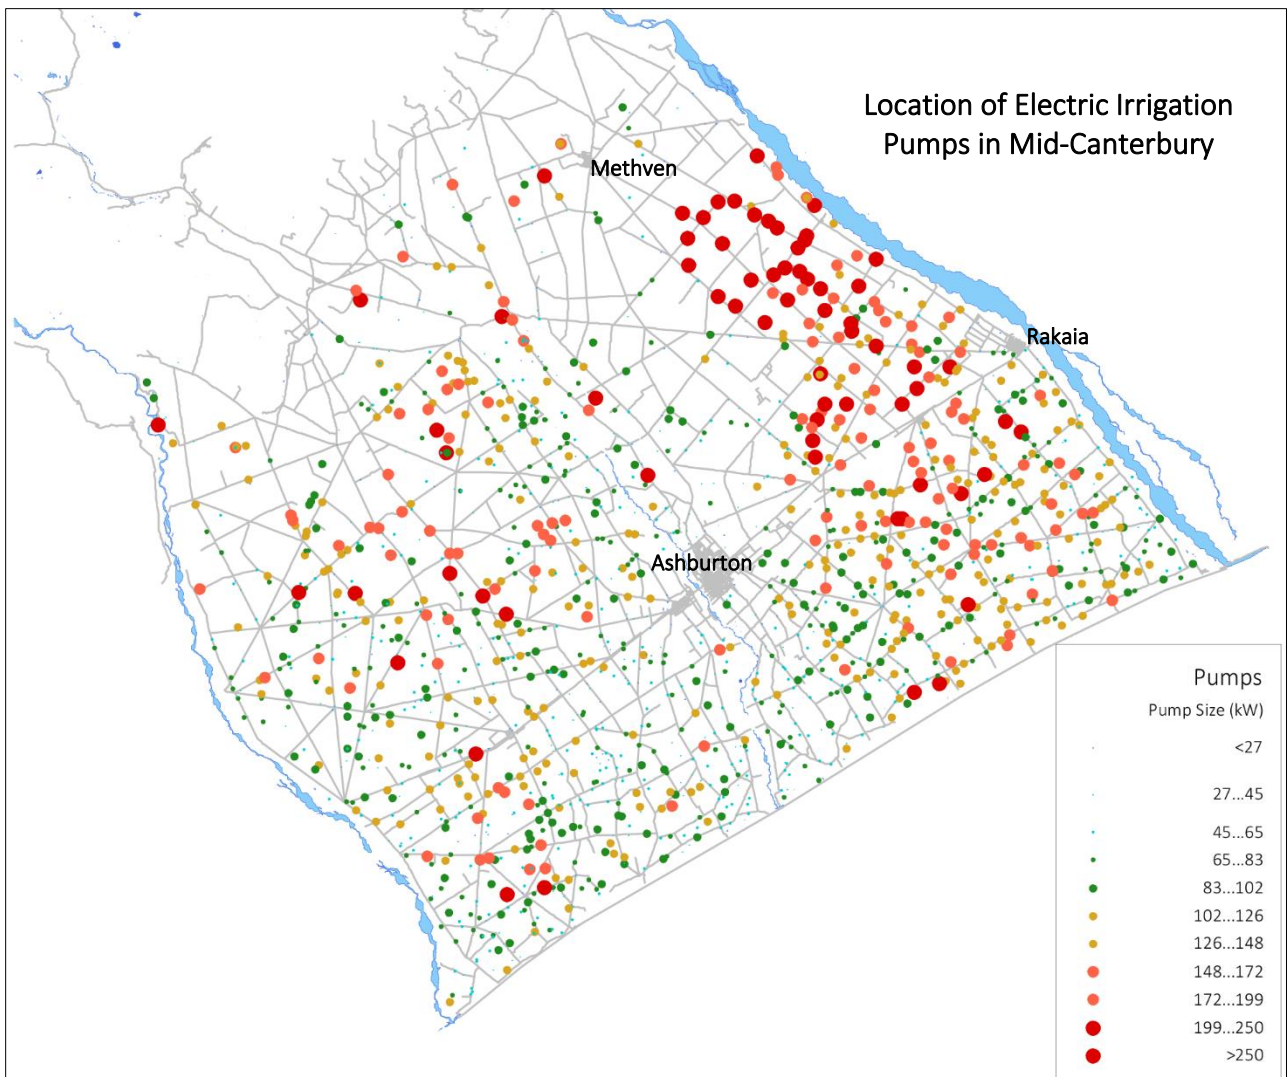 Location of Electric Irrigation
Pumps in Mid-Canterbury
Methven
Rakaia
Ashburton
Pumps
Pump Size (kW)
<27
27...45
45...65
65...83
83...102
102...126
126...148
148...172
172...199
199...250
>250